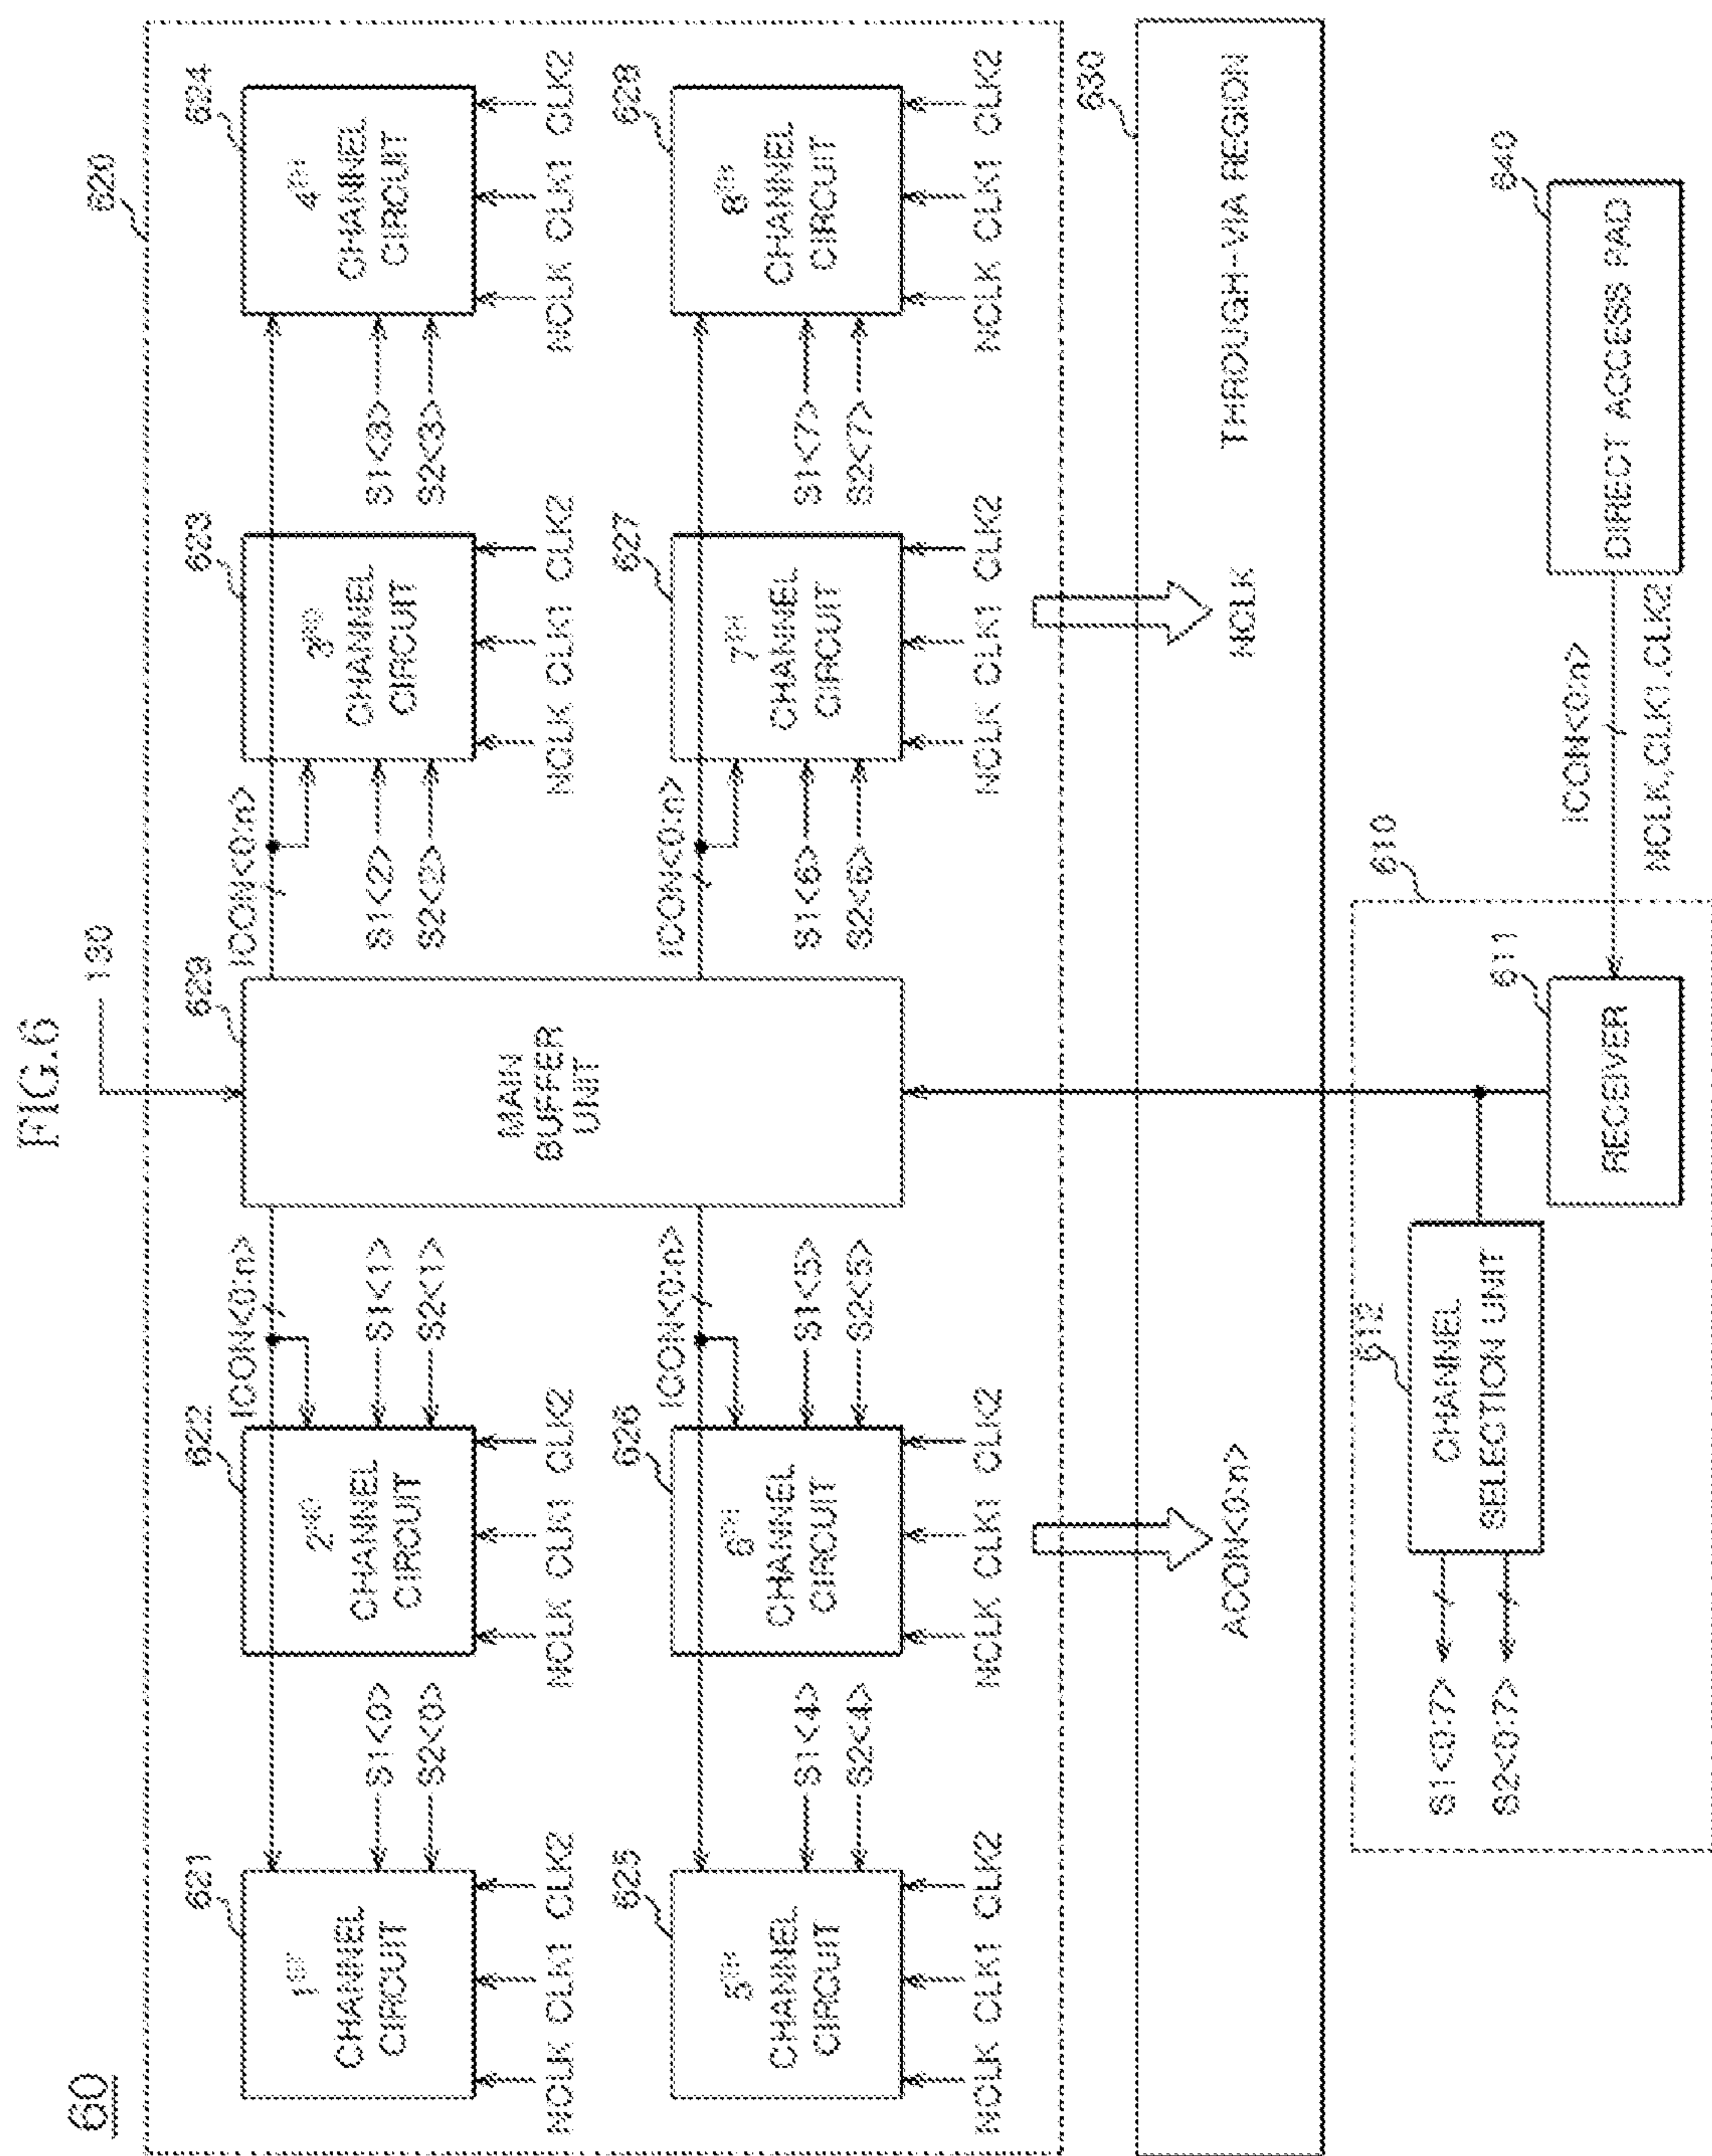 FIG.6
60
130
620
621
1ST
CHANNEL
CIRCUIT
622
2ND
CHANNEL
CIRCUIT
ICON<0:n>
629
MAIN
BUFFER
UNIT
ICON<0:n>
623
3RD
CHANNEL
CIRCUIT
624
4TH
CHANNEL
CIRCUIT
S1<0>
S2<0>
S1<1>
S2<1>
S1<2>
S2<2>
S1<3>
S2<3>
NCLK CLK1 CLK2
NCLK CLK1 CLK2
NCLK CLK1 CLK2
NCLK CLK1 CLK2
625
5TH
CHANNEL
CIRCUIT
626
6TH
CHANNEL
CIRCUIT
ICON<0:n>
ICON<0:n>
627
7TH
CHANNEL
CIRCUIT
628
8TH
CHANNEL
CIRCUIT
S1<4>
S2<4>
S1<5>
S2<5>
S1<6>
S2<6>
S1<7>
S2<7>
NCLK CLK1 CLK2
NCLK CLK1 CLK2
NCLK CLK1 CLK2
NCLK CLK1 CLK2
630
ACON<0:n>
NCLK
THROUGH-VIA REGION
610
612
CHANNEL
SELECTION UNIT
S1<0:7>
S2<0:7>
611
RECEIVER
ICON<0:n>
NCLK,CLK1,CLK2
640
DIRECT ACCESS PAD